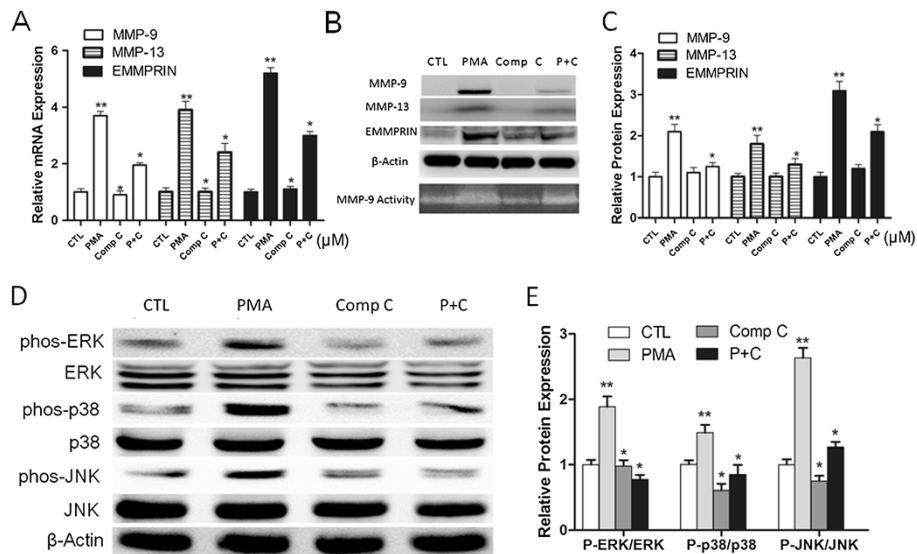 A
MMP-9
MMP-13
EMMPRIN
Relative mRNA Expression
8
6
4
2
0
** * * ** * * ** * *
CTL PMA Comp C P+C CTL PMA Comp C P+C CTL PMA Comp C P+C (μM)
B
CTL PMA Comp C P+C
MMP-9
MMP-13
EMMPRIN
β-Actin
MMP-9 Activity
C
MMP-9
MMP-13
EMMPRIN
Relative Protein Expression
4
3
2
1
0
** * ** * ** *
CTL PMA Comp C P+C CTL PMA Comp C P+C CTL PMA Comp C P+C (μM)
D
CTL PMA Comp C P+C
phos-ERK
ERK
phos-p38
p38
phos-JNK
JNK
β-Actin
E
CTL Comp C
PMA P+C
Relative Protein Expression
3
2
1
0
** * * ** * * ** * *
P-ERK/ERK P-p38/p38 P-JNK/JNK